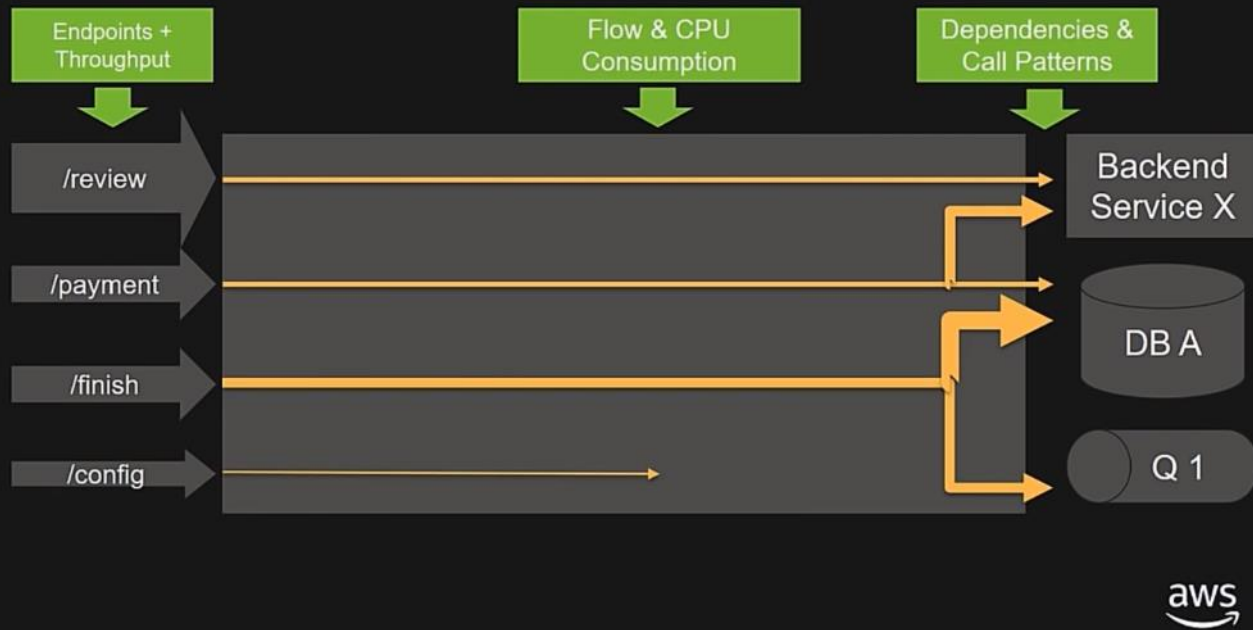 Endpoints +
Throughput
Flow & CPU
Consumption
Dependencies &
Call Patterns
/review
/payment
/finish
/config
Backend
Service X
DB A
Q 1
aws